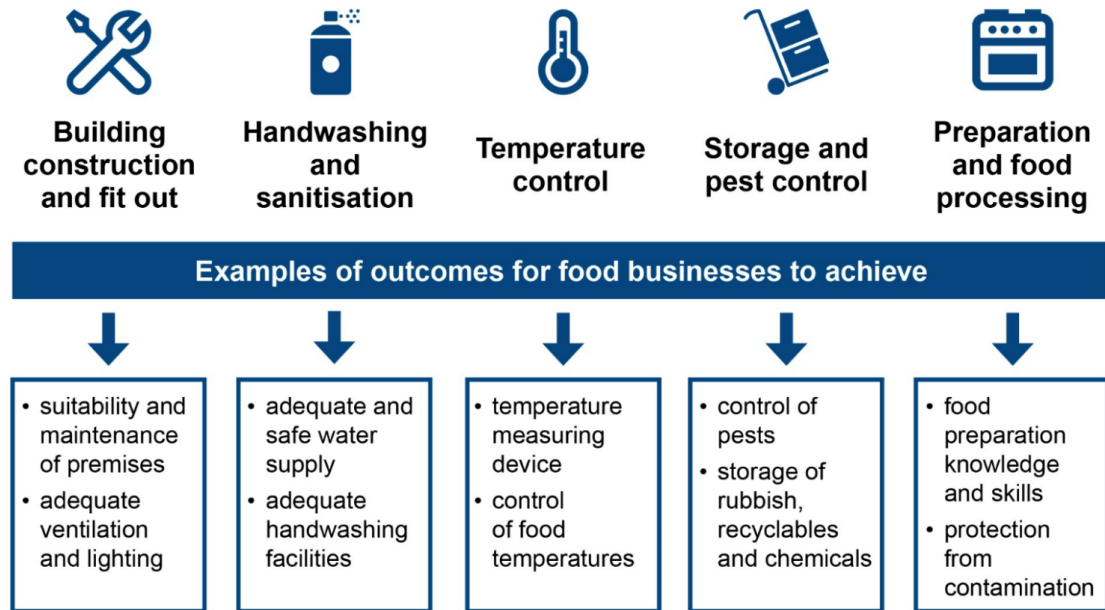 Building
construction
and fit out
Handwashing
and
sanitisation
Temperature
control
Storage and
pest control
Preparation
and food
processing
Examples of outcomes for food businesses to achieve
• suitability and
maintenance
of premises
• adequate
ventilation
and lighting
• adequate and
safe water
supply
• adequate
handwashing
facilities
• temperature
measuring
device
• control
of food
temperatures
• control of
pests
• storage of
rubbish,
recyclables
and chemicals
• food
preparation
knowledge
and skills
• protection
from
contamination